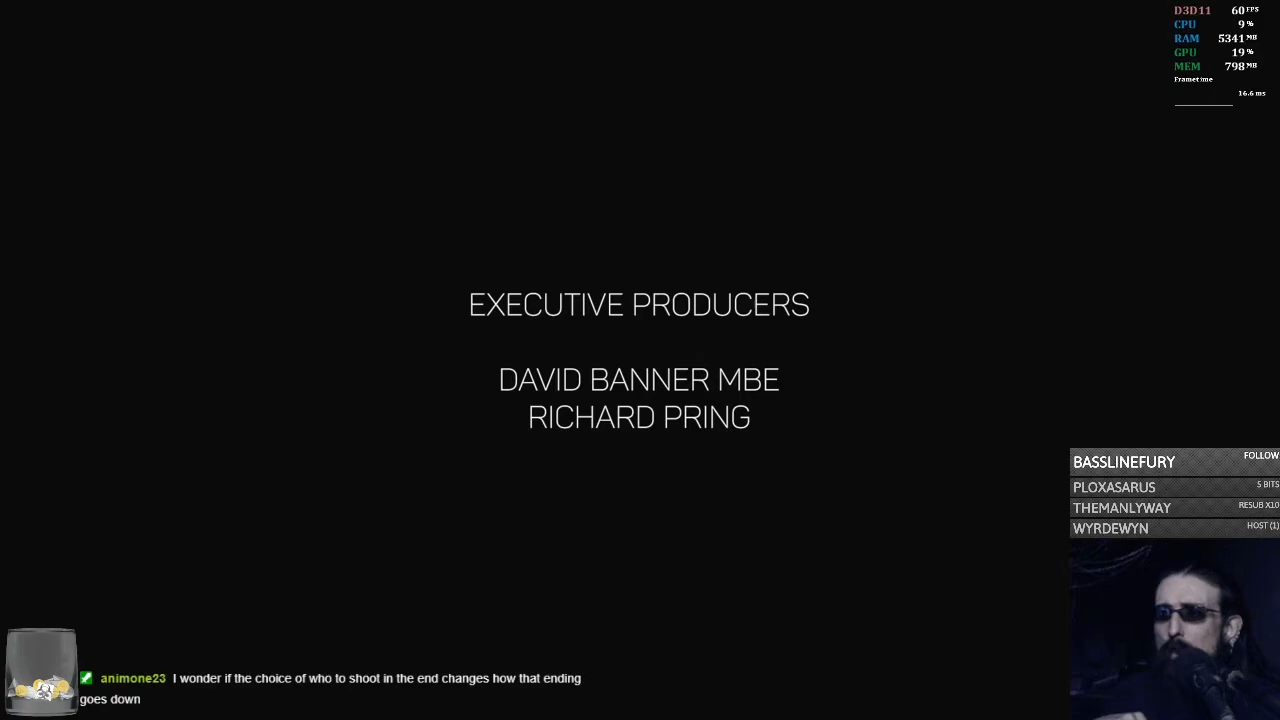 D3D11 60 FPS
CPU 9 %
RAM 5341 MB
GPU 19 %
MEM 798 MB
Frametime
16.6 ms
EXECUTIVE PRODUCERS
DAVID BANNER MBE
RICHARD PRING
BASSLINEFURY FOLLOW
PLOXASARUS 5 BITS
THEMANLYWAY RESUB X10
WYRDEWYN HOST (1)
animone23 I wonder if the choice of who to shoot in the end changes how that ending
goes down